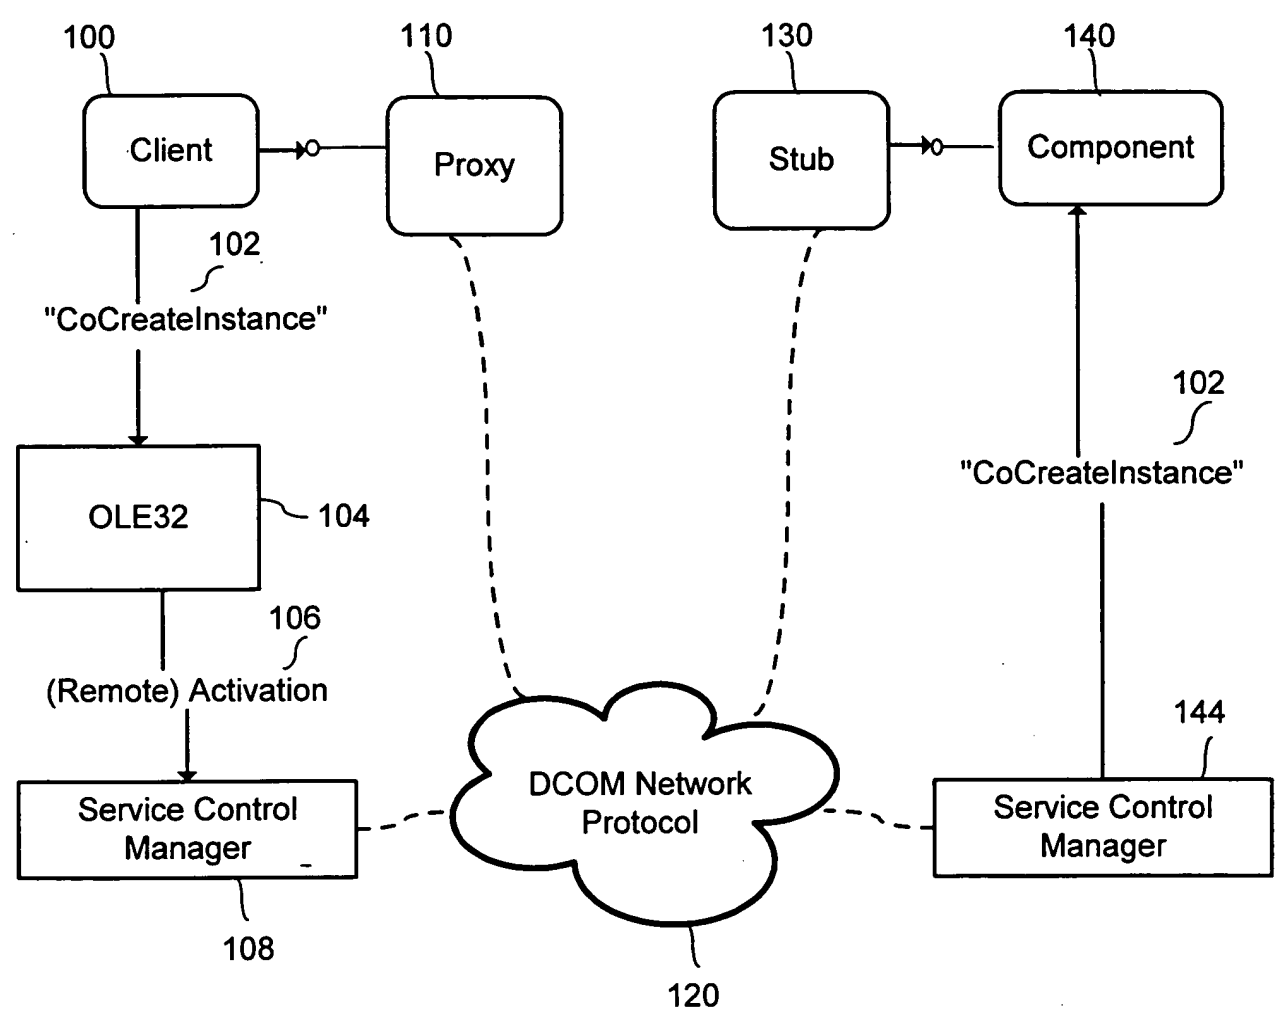 100
110
130
140
Client
Proxy
Stub
Component
102
"CoCreateInstance"
102
"CoCreateInstance"
OLE32
104
106
(Remote) Activation
144
DCOM Network
Protocol
Service Control
Manager
Service Control
Manager
108
120